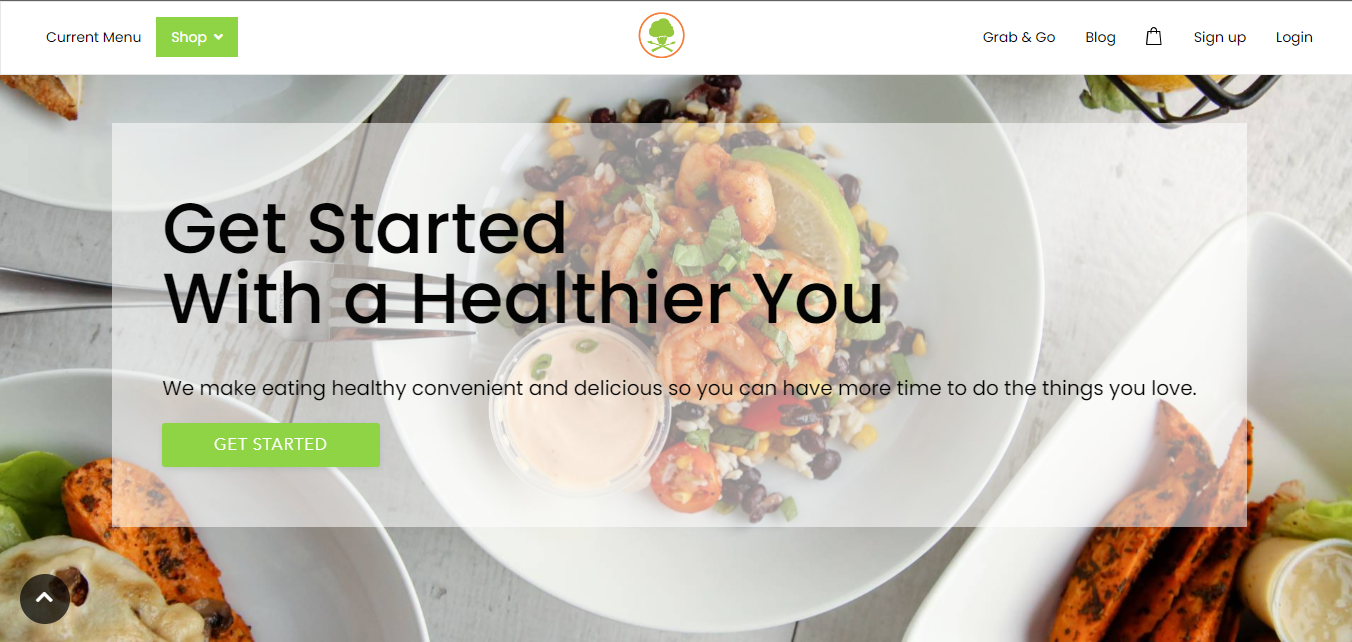 Current Menu
Shop
Grab & Go
Blog
Sign up
Login
Get Started
With a Healthier You
We make eating healthy convenient and delicious so you can have more time to do the things you love.
GET STARTED